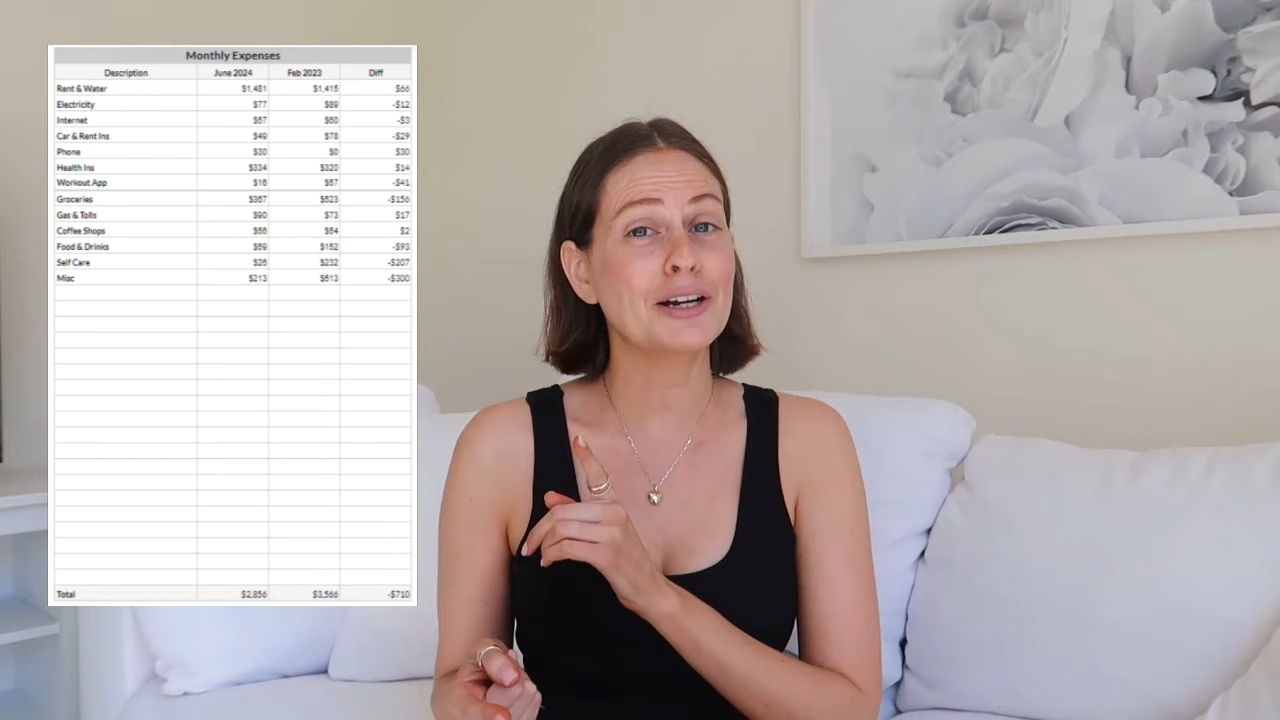 Monthly Expenses
Description June 2024 Feb 2023 Diff
Rent & Water $1,481 $1,415 $66
Electricity $77 $89 -$12
Internet $57 $60 -$3
Car & Rent Ins $49 $78 -$29
Phone $30 $0 $30
Health Ins $334 $320 $14
Workout App $16 $57 -$41
Groceries $367 $523 -$156
Gas & Tolls $90 $73 $17
Coffee Shops $56 $54 $2
Food & Drinks $59 $152 -$93
Self Care $25 $232 -$207
Misc $213 $513 -$300
Total $2,856 $3,566 -$710